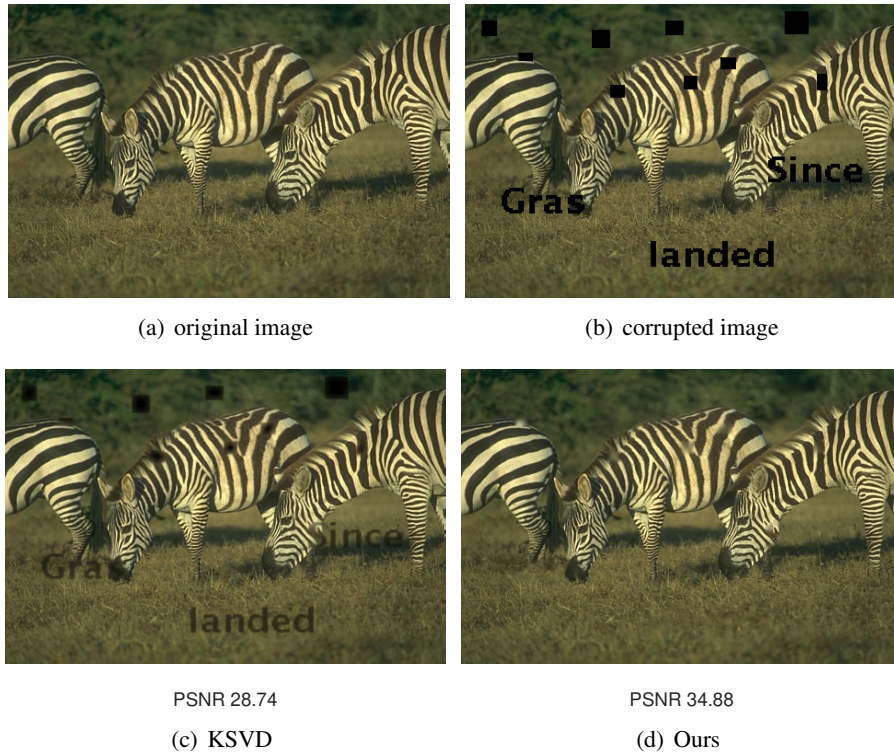 Since
Gras
landed
(a) original image
(b) corrupted image
Since
Gras
landed
PSNR 28.74
PSNR 34.88
(c) KSVD
(d) Ours